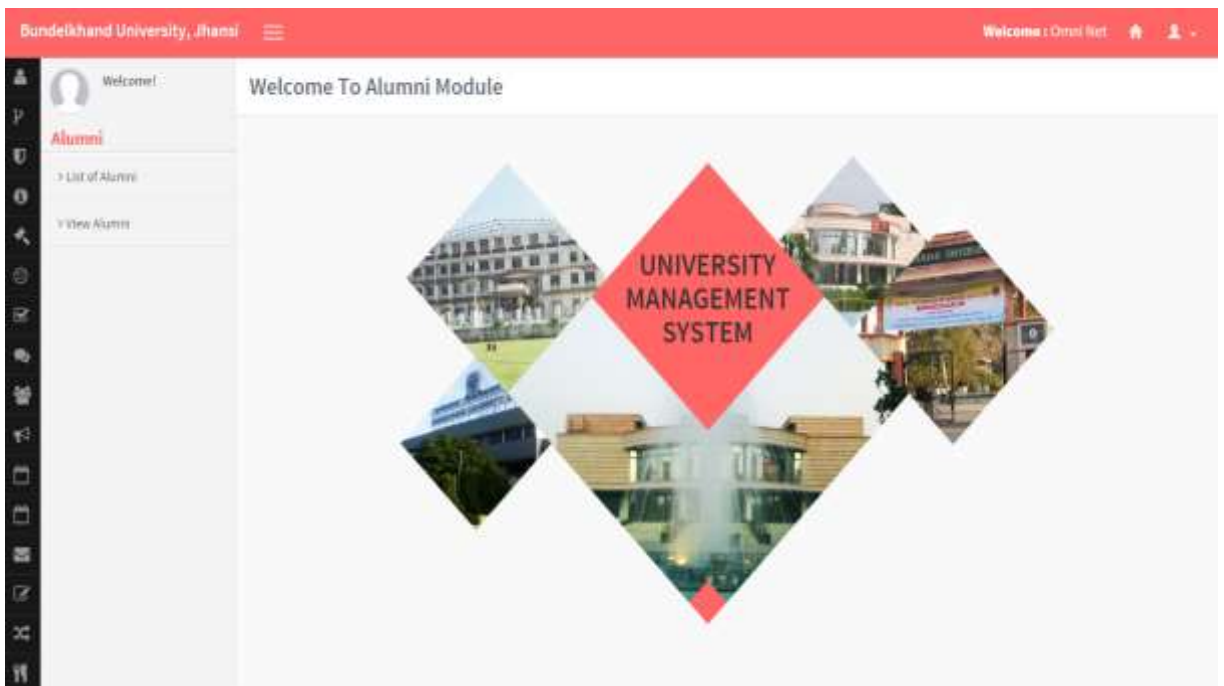 Bundelkhand University, Jhansi
Welcome : Omni Net
Welcome!
Welcome To Alumni Module
Alumni
> List of Alumni
> View Alumni
UNIVERSITY
MANAGEMENT
SYSTEM